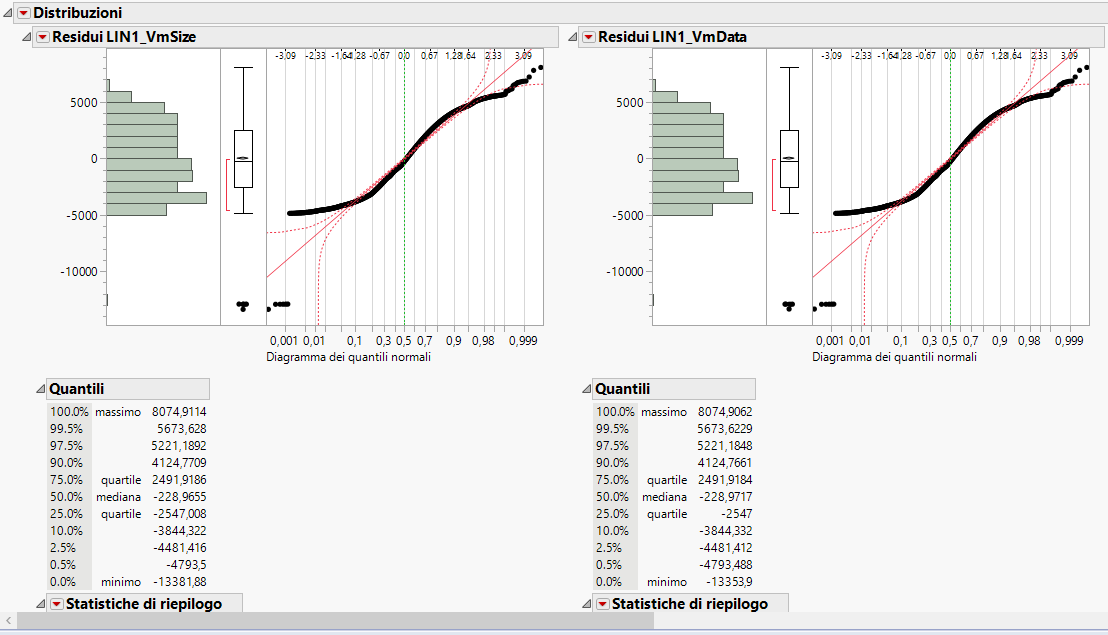 Distribuzioni
Residui LIN1_VmSize
-3,09 -2,33 -1,64 -1,28 -0,67 0,0 0,67 1,28 1,64 2,33 3,09
5000
0
-5000
-10000
0,001 0,01 0,1 0,3 0,5 0,7 0,9 0,98 0,999
Diagramma dei quantili normali
Quantili
100.0% massimo 8074,9114
99.5% 5673,628
97.5% 5221,1892
90.0% 4124,7709
75.0% quartile 2491,9186
50.0% mediana -228,9655
25.0% quartile -2547,008
10.0% -3844,322
2.5% -4481,416
0.5% -4793,5
0.0% minimo -13381,88
Statistiche di riepilogo
Residui LIN1_VmData
-3,09 -2,33 -1,64 -1,28 -0,67 0,0 0,67 1,28 1,64 2,33 3,09
5000
0
-5000
-10000
0,001 0,01 0,1 0,3 0,5 0,7 0,9 0,98 0,999
Diagramma dei quantili normali
Quantili
100.0% massimo 8074,9062
99.5% 5673,6229
97.5% 5221,1848
90.0% 4124,7661
75.0% quartile 2491,9184
50.0% mediana -228,9717
25.0% quartile -2547
10.0% -3844,332
2.5% -4481,412
0.5% -4793,488
0.0% minimo -13353,9
Statistiche di riepilogo